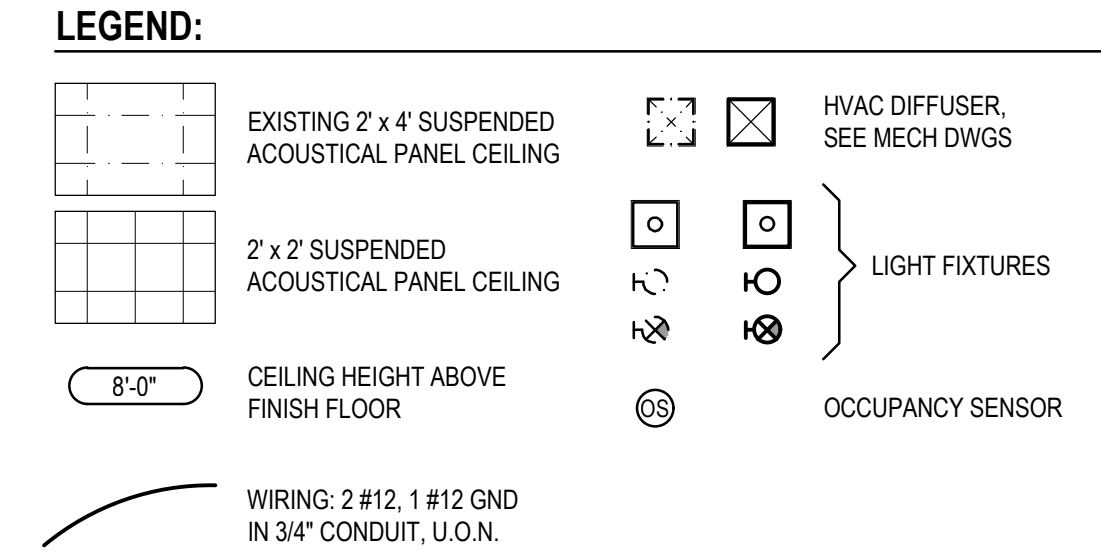 LEGEND:
EXISTING 2' x 4' SUSPENDED
ACOUSTICAL PANEL CEILING
2' x 2' SUSPENDED
ACOUSTICAL PANEL CEILING
8'-0"
CEILING HEIGHT ABOVE
FINISH FLOOR
WIRING: 2 #12, 1 #12 GND
IN 3/4" CONDUIT, U.O.N.
HVAC DIFFUSER,
SEE MECH DWGS
LIGHT FIXTURES
OS
OCCUPANCY SENSOR